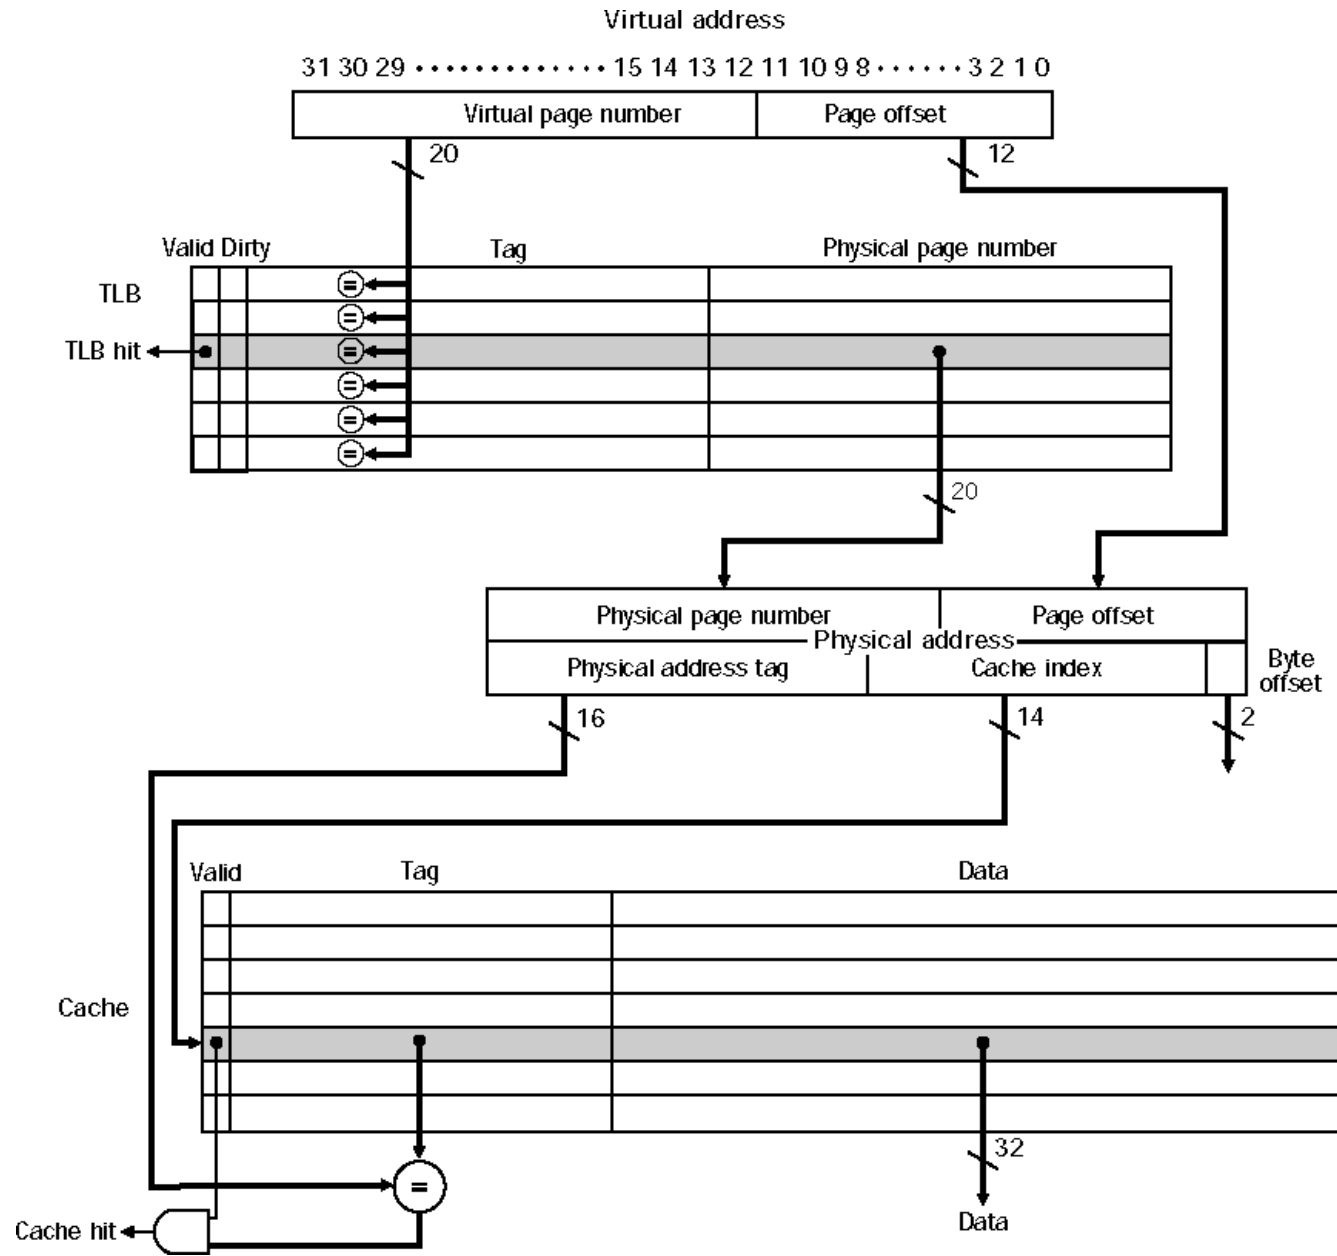 Virtual address
31 30 29 ············· 15 14 13 12 11 10 9 8 ······ 3 2 1 0
Virtual page number Page offset
20 12
Valid Dirty Tag Physical page number
TLB
=
=
TLB hit =
=
=
=
20
Physical page number Page offset
Physical address
Physical address tag Cache index Byte offset
16 14 2
Valid Tag Data
Cache
32
=
Cache hit Data